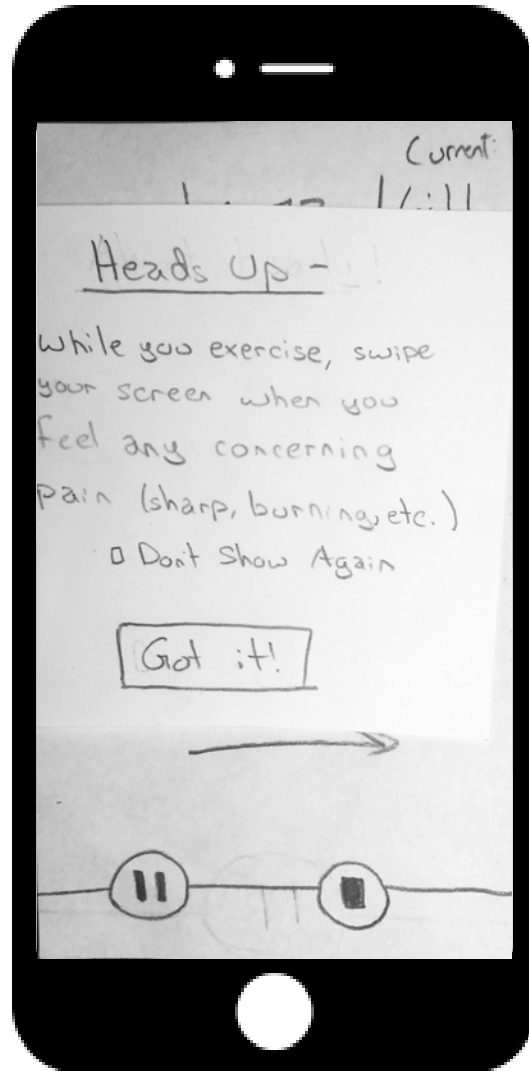 Current:
Heads Up -
while you exercise, swipe
your screen when you
feel any concerning
pain (sharp, burning, etc.)
Don't Show Again
Got it!